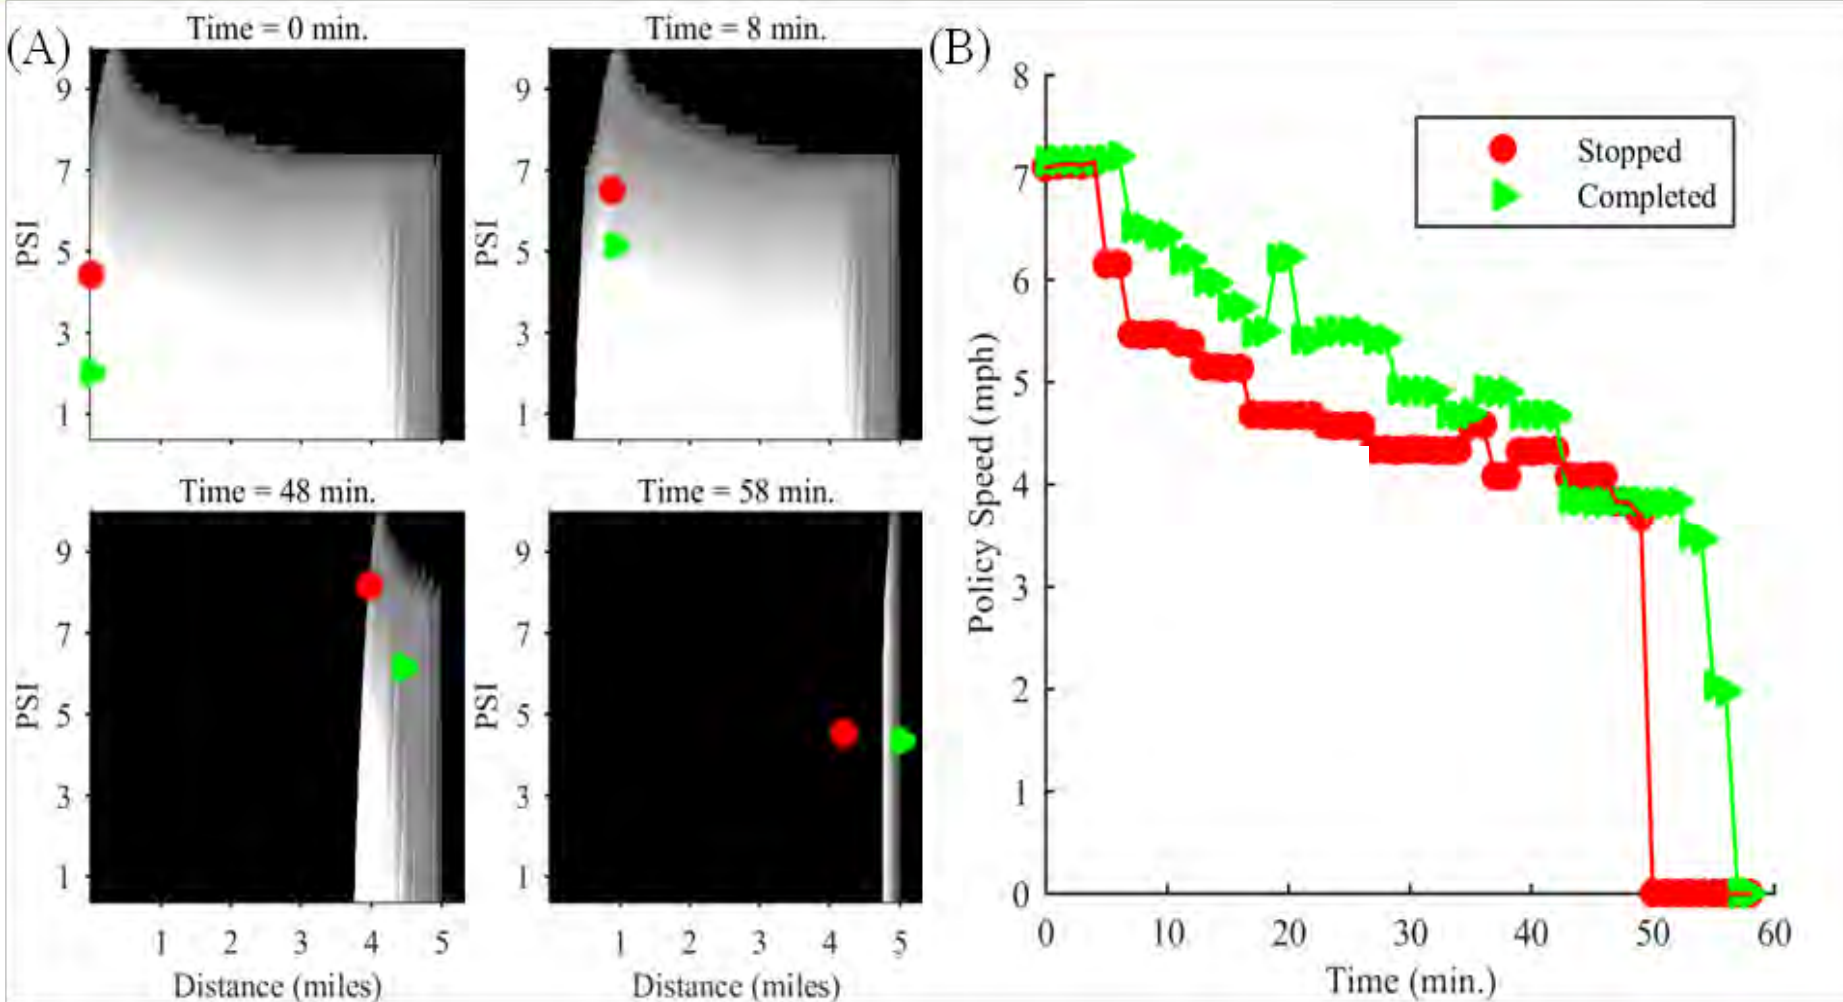 (A)
Time = 0 min.
PSI
9
7
5
3
1
Time = 8 min.
PSI
9
7
5
3
1
Time = 48 min.
PSI
9
7
5
3
1
1 2 3 4 5
Distance (miles)
Time = 58 min.
PSI
9
7
5
3
1
1 2 3 4 5
Distance (miles)
(B)
Policy Speed (mph)
8
7
6
5
4
3
2
1
0
Stopped
Completed
0 10 20 30 40 50 60
Time (min.)